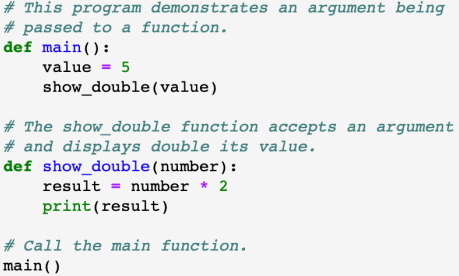 # This program demonstrates an argument being
# passed to a function.
def main():
    value = 5
    show_double(value)

# The show_double function accepts an argument
# and displays double its value.
def show_double(number):
    result = number * 2
    print(result)

# Call the main function.
main()